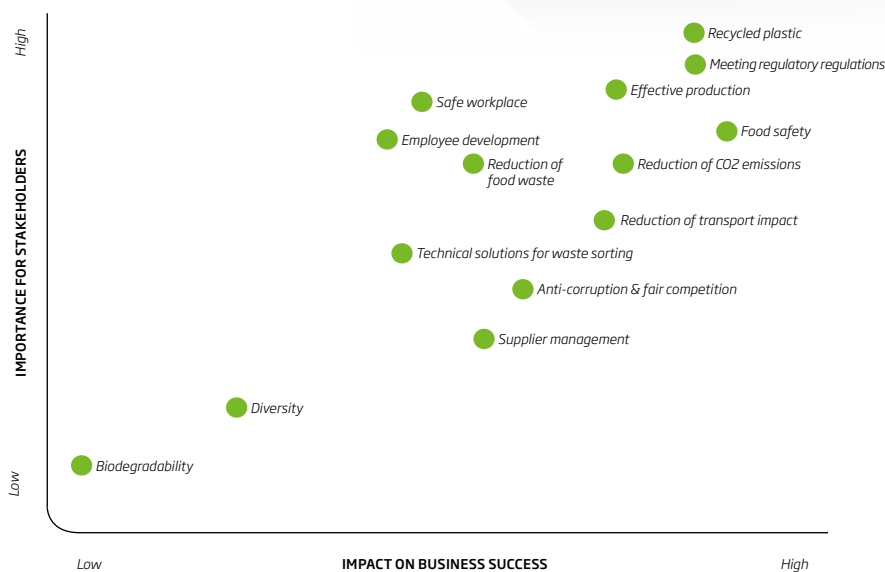 High
Recycled plastic
Meeting regulatory regulations
Effective production
Safe workplace
Food safety
Employee development
Reduction of
food waste
Reduction of CO2 emissions
Reduction of transport impact
Technical solutions for waste sorting
Anti-corruption & fair competition
Supplier management
Diversity
Biodegradability
IMPORTANCE FOR STAKEHOLDERS
Low
Low
IMPACT ON BUSINESS SUCCESS
High